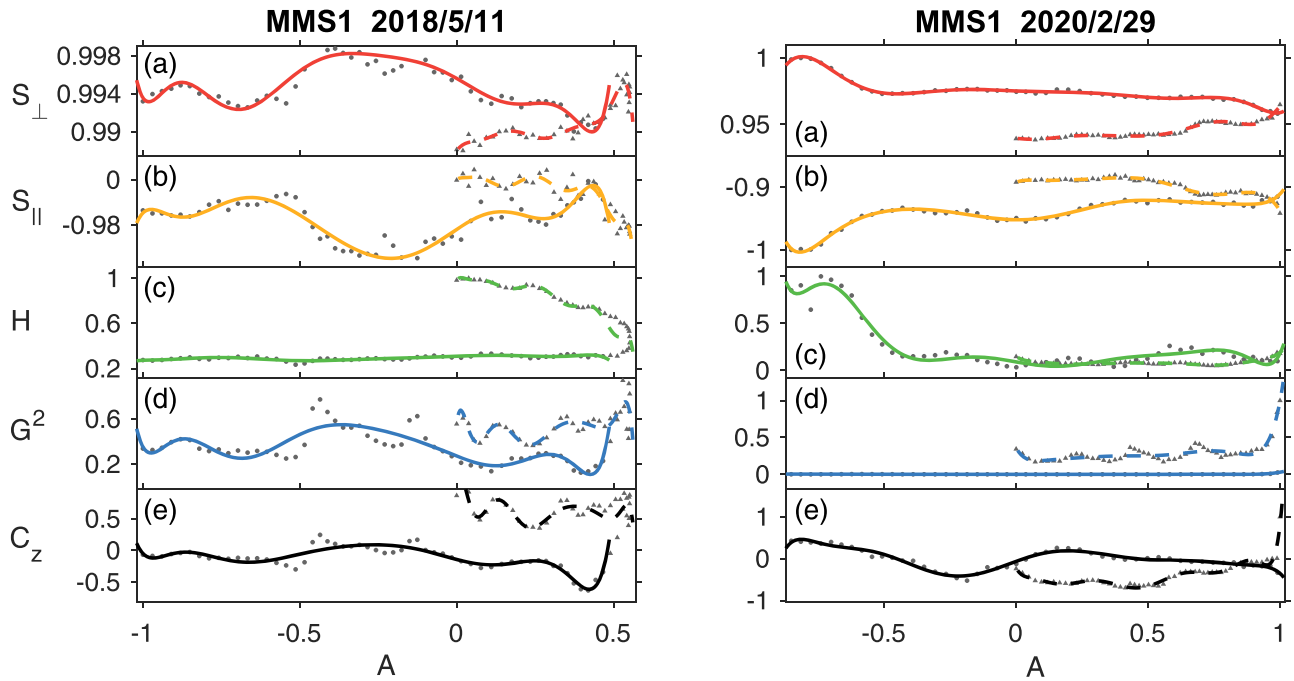 MMS1 2018/5/11
MMS1 2020/2/29
S⊥
0.998
0.994
0.99
(a)
1
0.95
(a)
S||
0
-0.98
(b)
-0.9
-1
(b)
H
1
0.6
0.2
(c)
1
0.5
0
(c)
G²
0.6
0.2
(d)
1
0.5
0
(d)
C_z
0.5
0
-0.5
(e)
1
0
-1
(e)
-1 -0.5 0 0.5
-0.5 0 0.5 1
A
A